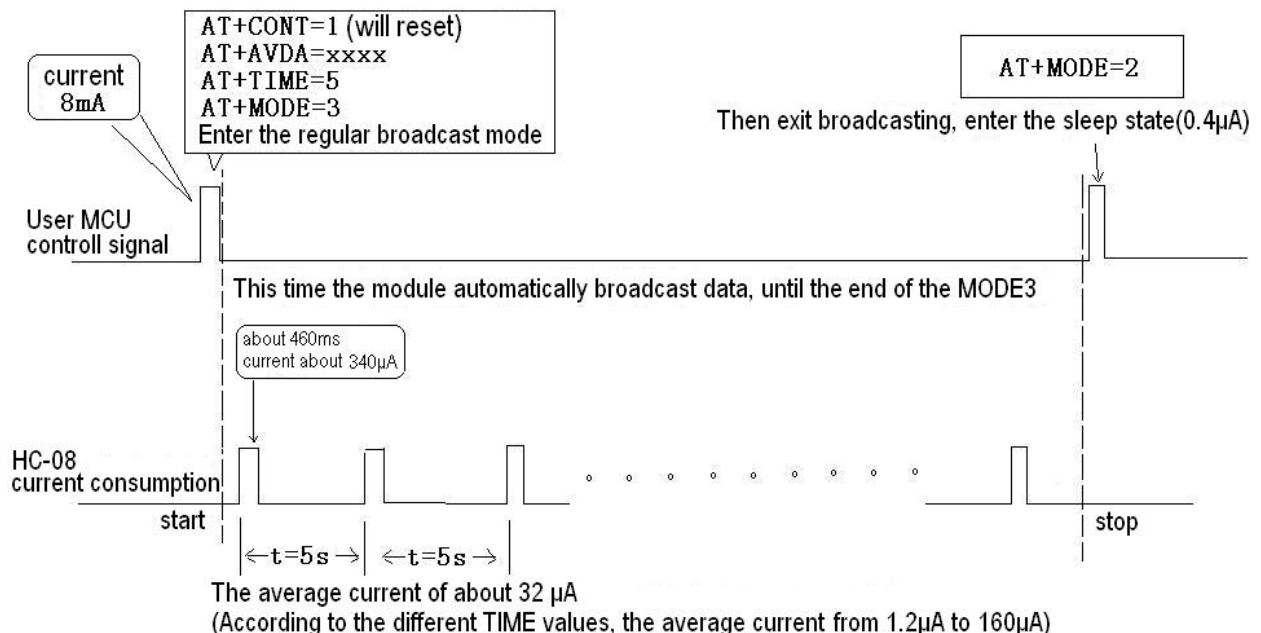 AT+CONT=1 (will reset)
AT+AVDA=xxxx
AT+TIME=5
AT+MODE=3
Enter the regular broadcast mode
current
8mA
AT+MODE=2
Then exit broadcasting, enter the sleep state(0.4μA)
User MCU
controll signal
This time the module automatically broadcast data, until the end of the MODE3
about 460ms
current about 340μA
HC-08
current consumption
start
stop
t=5s
t=5s
The average current of about 32 μA
(According to the different TIME values, the average current from 1.2μA to 160μA)